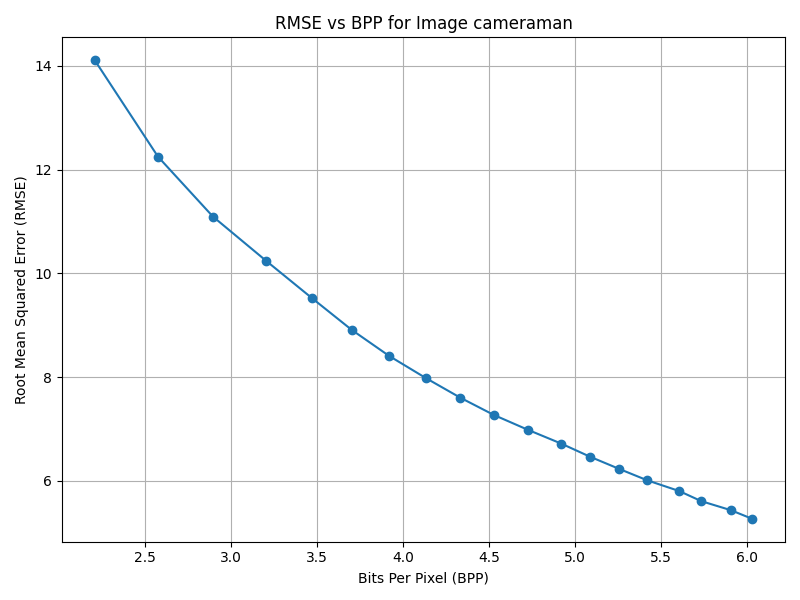 RMSE vs BPP for Image cameraman
Root Mean Squared Error (RMSE)
14
12
10
8
6
2.5 3.0 3.5 4.0 4.5 5.0 5.5 6.0
Bits Per Pixel (BPP)